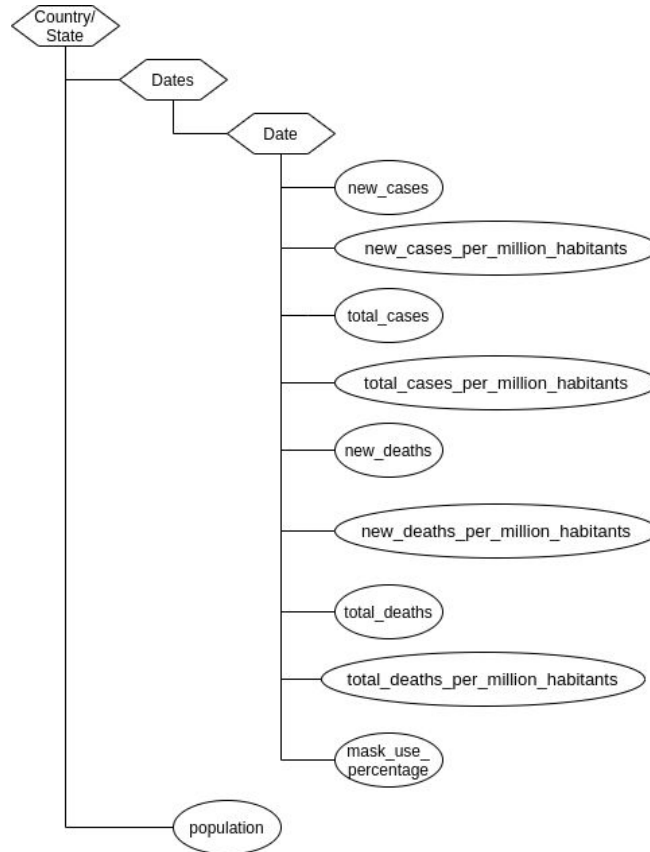 Country/
State
Dates
Date
new_cases
new_cases_per_million_habitants
total_cases
total_cases_per_million_habitants
new_deaths
new_deaths_per_million_habitants
total_deaths
total_deaths_per_million_habitants
mask_use_
percentage
population